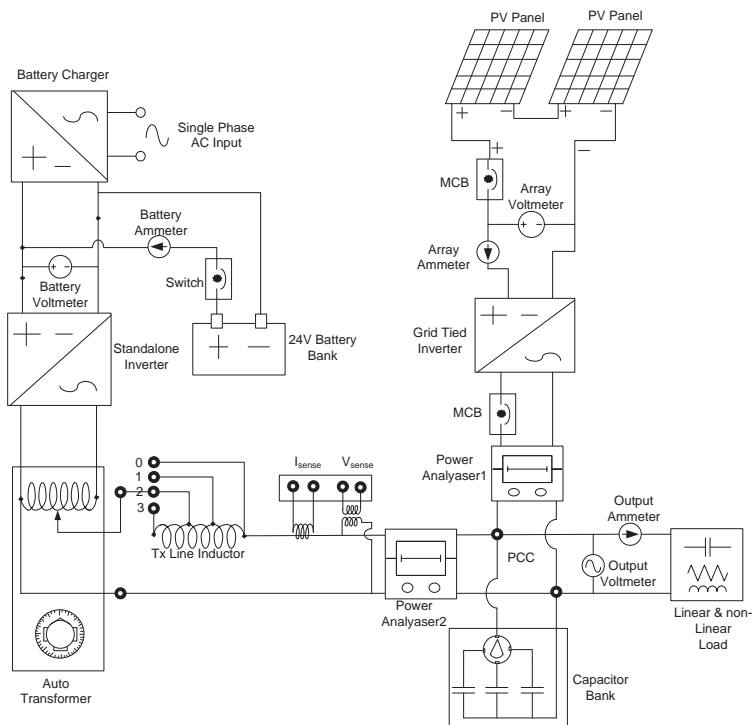 PV Panel
PV Panel
Battery Charger
Single Phase
AC Input
+ −
+
−
+
−
+
−
MCB
Array
Voltmeter
+ -
Battery
Ammeter
Array
Ammeter
+ -
Battery
Voltmeter
Switch
+ −
Standalone
Inverter
+ −
24V Battery
Bank
+ −
Grid Tied
Inverter
MCB
0
1
2
3
Isense
Vsense
Power
Analyaser1
Tx Line Inductor
Output
Ammeter
PCC
Output
Voltmeter
Power
Analyaser2
Linear & non-
Linear
Load
Auto
Transformer
Capacitor
Bank